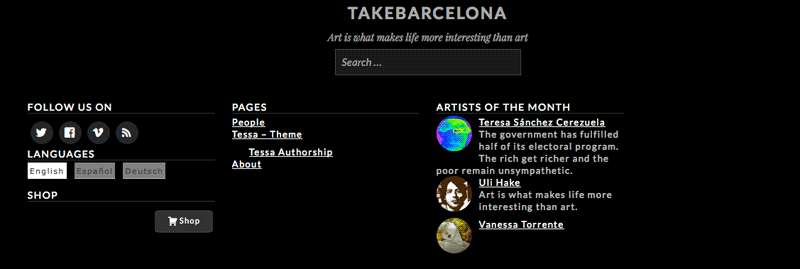 TAKEBARCELONA
Art is what makes life more interesting than art
Search ...
FOLLOW US ON
LANGUAGES
English Español Deutsch
SHOP
Shop
PAGES
People
Tessa – Theme
Tessa Authorship
About
ARTISTS OF THE MONTH
Teresa Sánchez Cerezuela
The government has fulfilled
half of its electoral program.
The rich get richer and the
poor remain unsympathetic.
Uli Hake
Art is what makes life more
interesting than art.
Vanessa Torrente